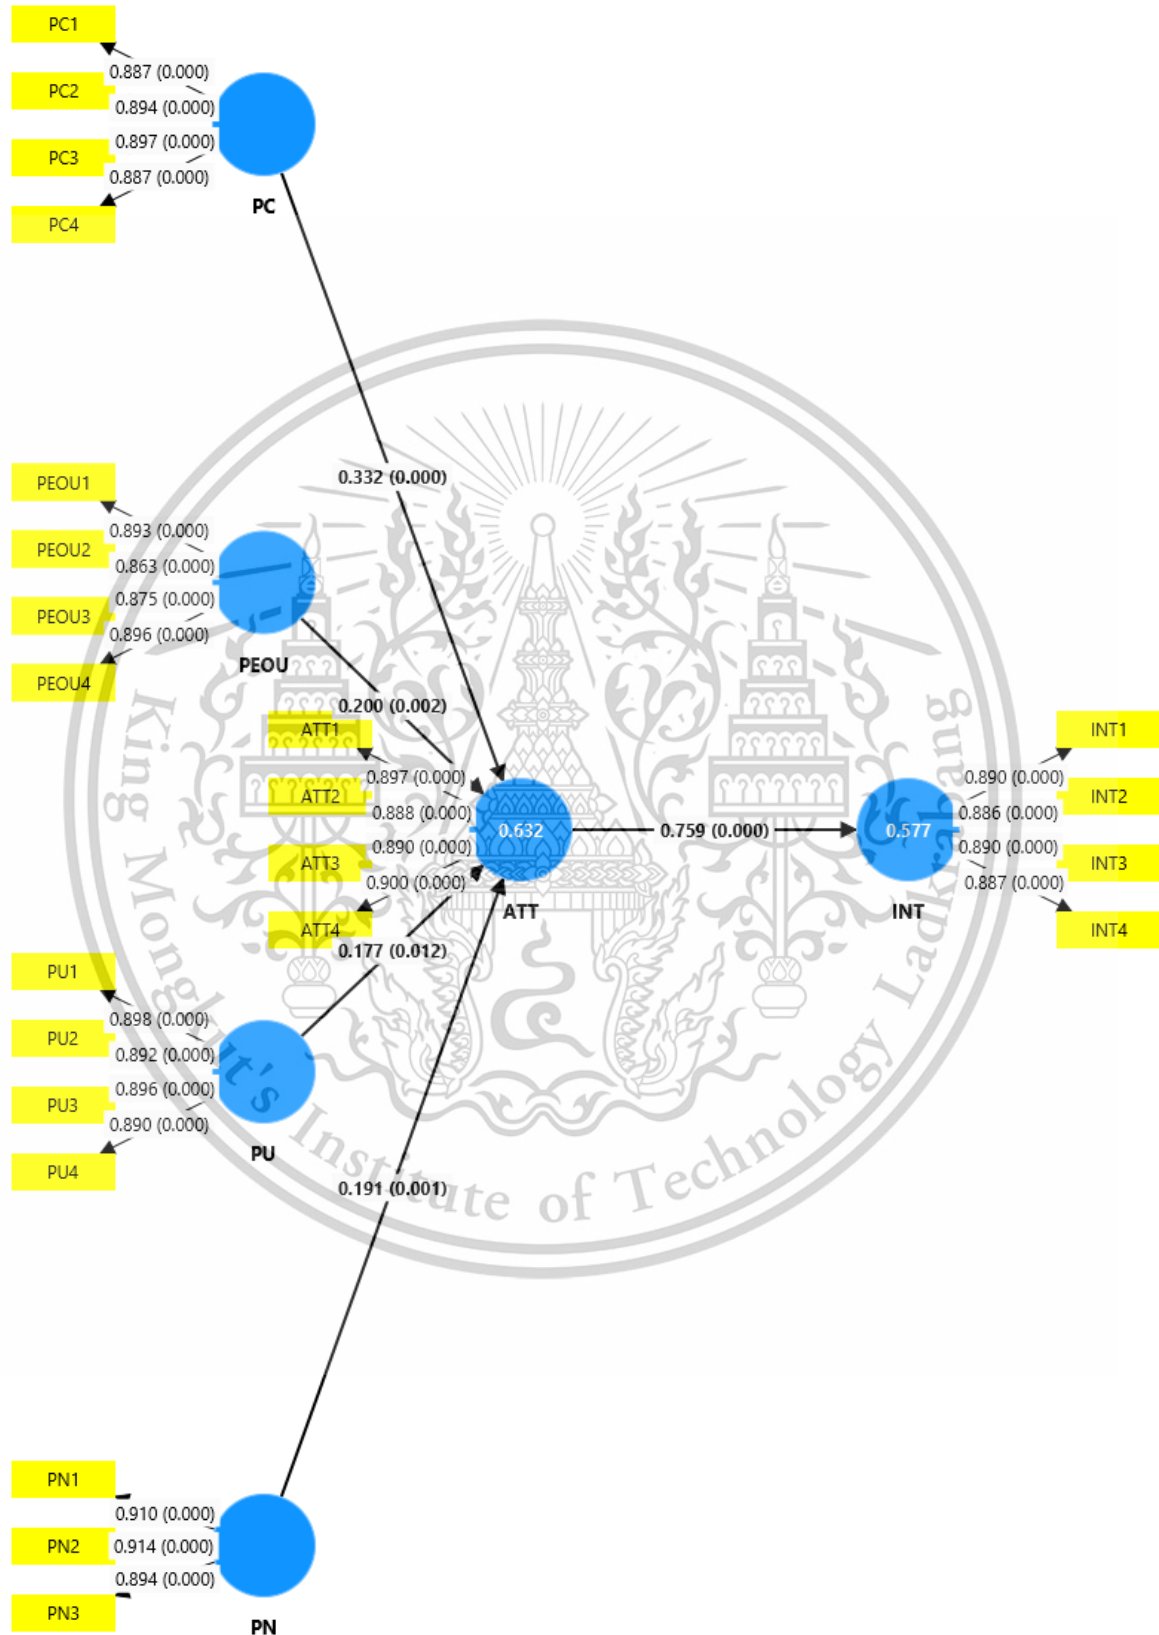 PC1
0.887 (0.000)
PC2
0.894 (0.000)
0.897 (0.000)
PC3
0.887 (0.000)
PC4
PC
0.332 (0.000)
PEOU1
0.893 (0.000)
PEOU2
0.863 (0.000)
0.875 (0.000)
PEOU3
0.896 (0.000)
PEOU4
PEOU
0.200 (0.002)
ATT1
0.897 (0.000)
ATT2
0.888 (0.000)
0.890 (0.000)
ATT3
0.900 (0.000)
ATT4
0.632
ATT
0.759 (0.000)
0.577
INT
INT1
0.890 (0.000)
INT2
0.886 (0.000)
0.890 (0.000)
INT3
0.887 (0.000)
INT4
0.177 (0.012)
PU1
0.898 (0.000)
PU2
0.892 (0.000)
0.896 (0.000)
PU3
0.890 (0.000)
PU4
PU
0.191 (0.001)
PN1
0.910 (0.000)
PN2
0.914 (0.000)
0.894 (0.000)
PN3
PN
King Mongkut's Institute of Technology Ladkrabang